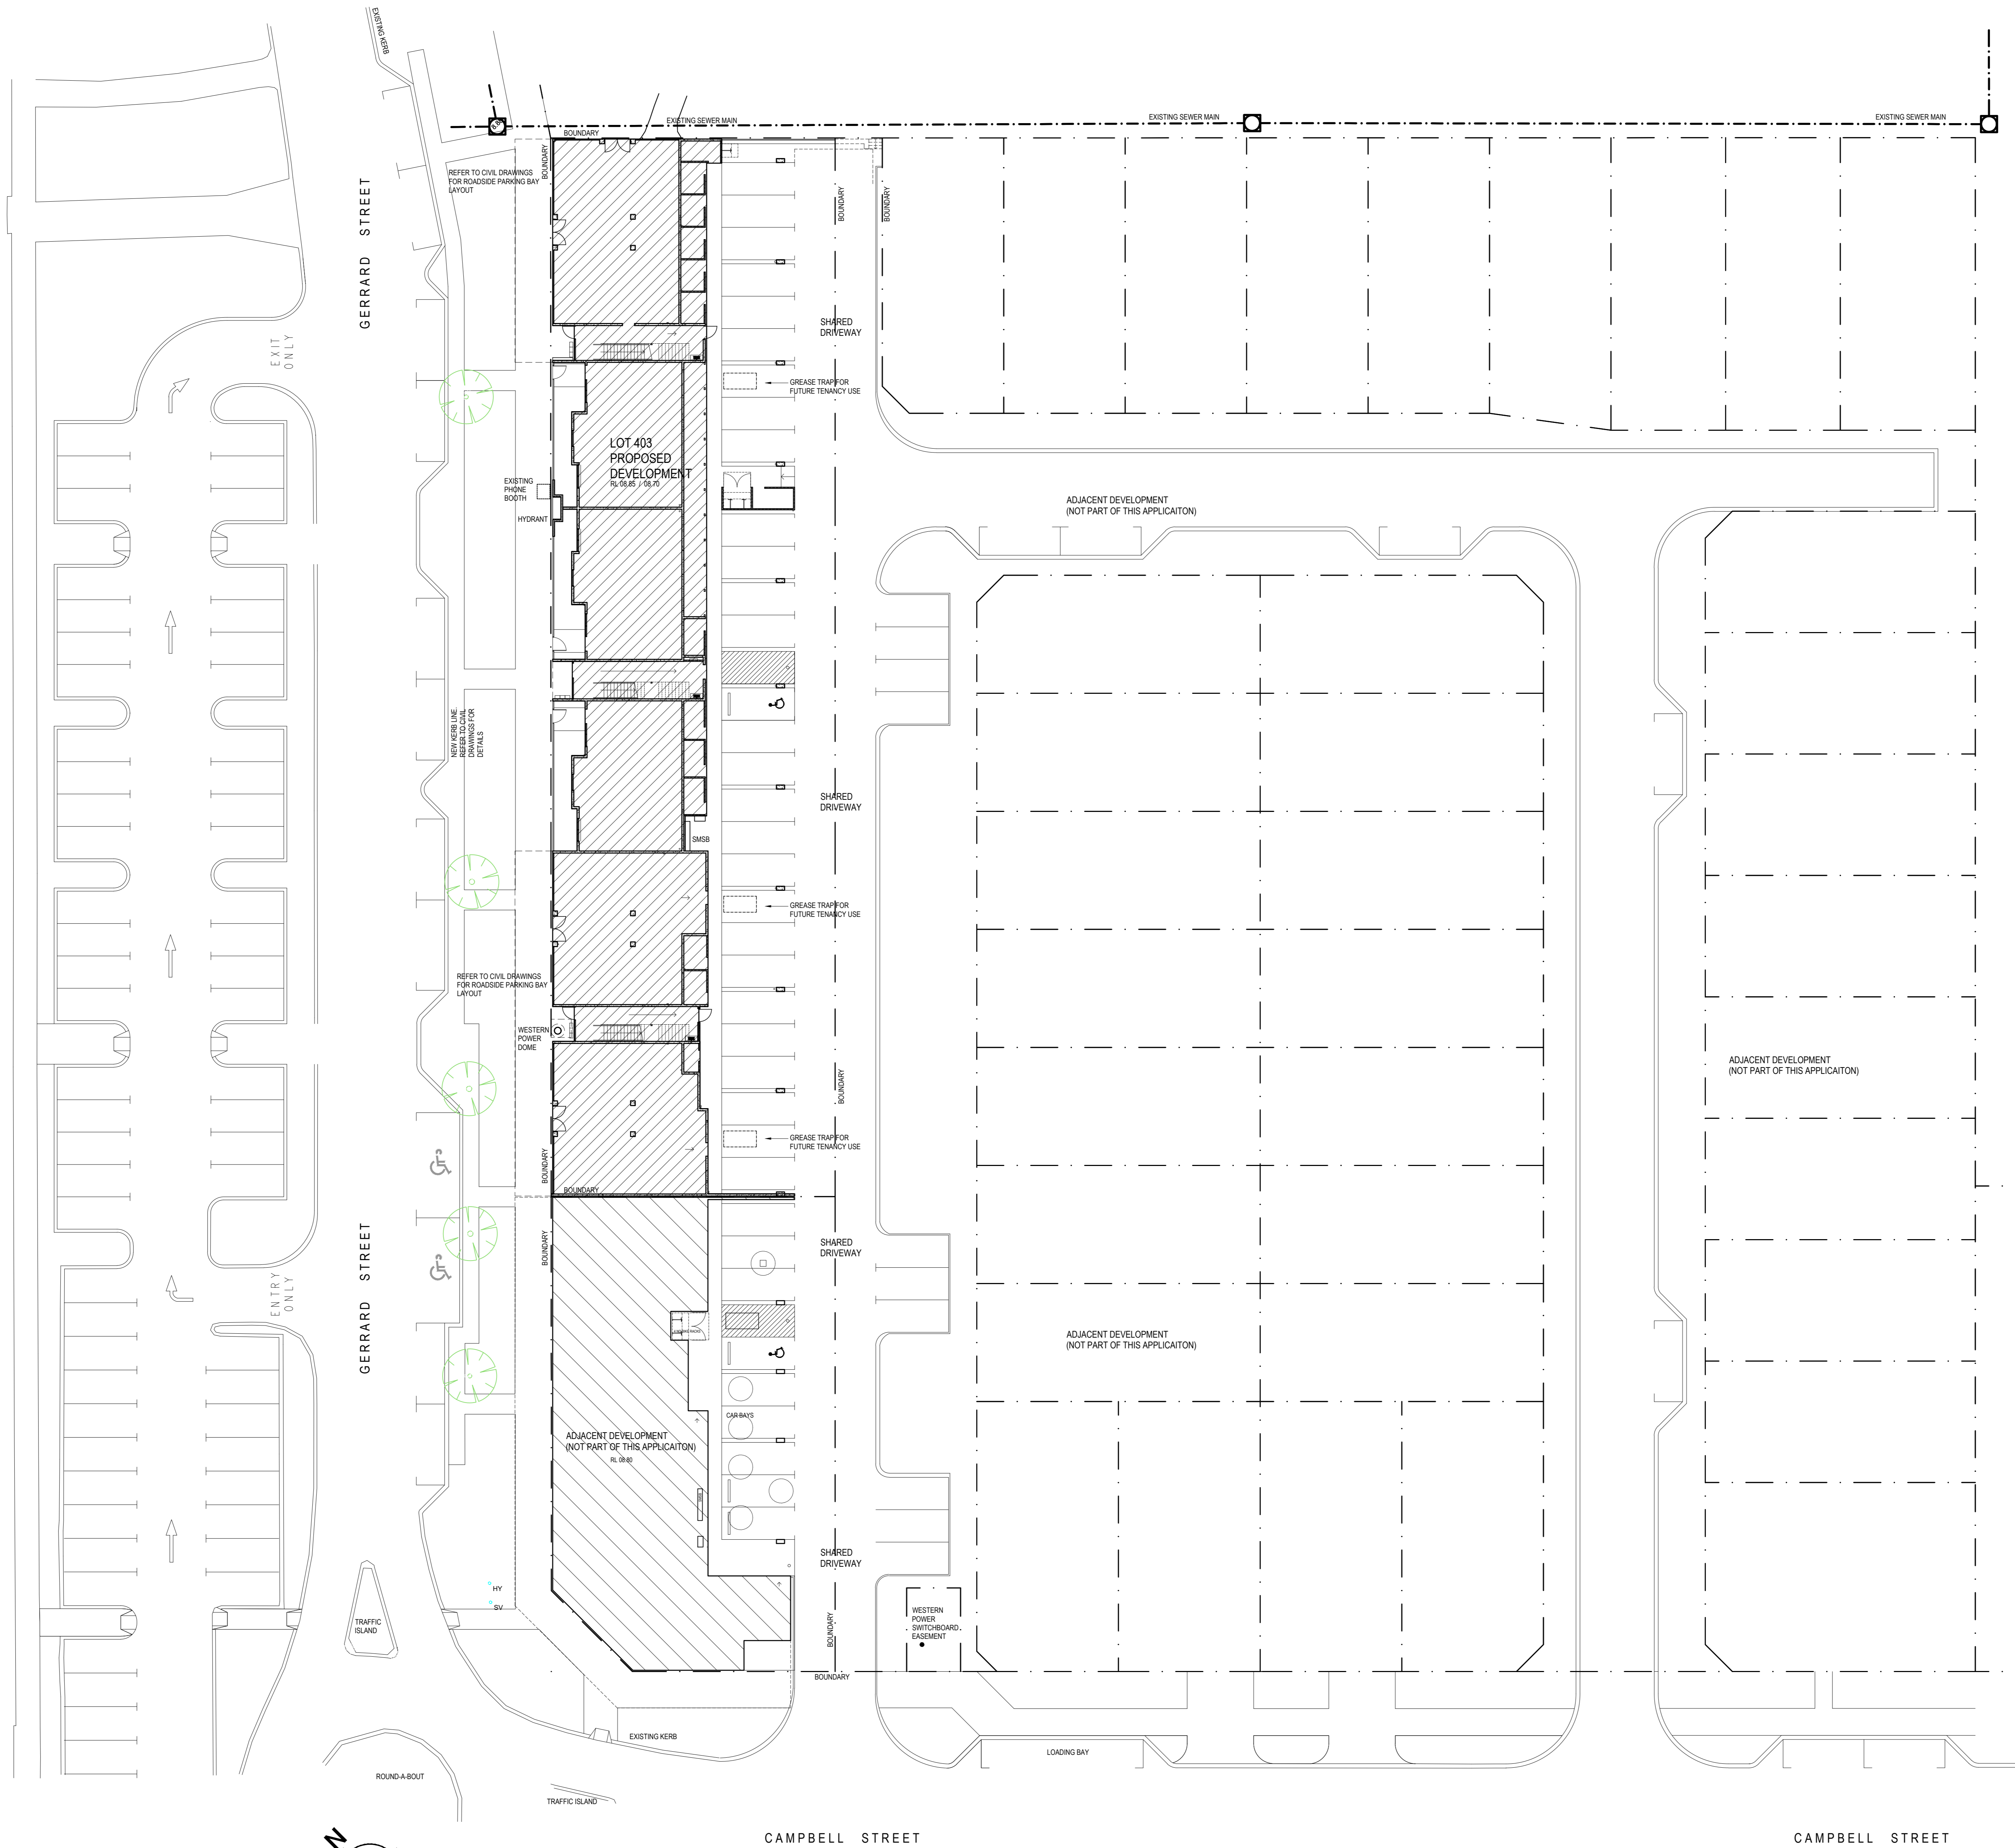 EXISTING KERB
EXISTING SEWER MAIN
EXISTING SEWER MAIN
EXISTING SEWER MAIN
BOUNDARY
BOUNDARY
REFER TO CIVIL DRAWINGS
FOR ROADSIDE PARKING BAY
LAYOUT
GERRARD STREET
BOUNDARY
BOUNDARY
EXIT
ONLY
SHARED
DRIVEWAY
GREASE TRAP FOR
FUTURE TENANCY USE
LOT 403
PROPOSED
DEVELOPMENT
RL 08.85 / 08.70
EXISTING
PHONE
BOOTH
HYDRANT
ADJACENT DEVELOPMENT
(NOT PART OF THIS APPLICAITON)
NEW KERB LINE.
REFER TO CIVIL
DRAWINGS FOR
DETAILS
SHARED
DRIVEWAY
SMSB
GREASE TRAP FOR
FUTURE TENANCY USE
REFER TO CIVIL DRAWINGS
FOR ROADSIDE PARKING BAY
LAYOUT
WESTERN
POWER
DOME
BOUNDARY
ADJACENT DEVELOPMENT
(NOT PART OF THIS APPLICAITON)
GREASE TRAP FOR
FUTURE TENANCY USE
BOUNDARY
BOUNDARY
GERRARD STREET
BOUNDARY
SHARED
DRIVEWAY
ENTRY
ONLY
ADJACENT DEVELOPMENT
(NOT PART OF THIS APPLICAITON)
CAR BAYS
ADJACENT DEVELOPMENT
(NOT PART OF THIS APPLICAITON)
RL 08.80
SHARED
DRIVEWAY
HY
SV
TRAFFIC
ISLAND
BOUNDARY
WESTERN
POWER
SWITCHBOARD
EASEMENT
BOUNDARY
EXISTING KERB
LOADING BAY
ROUND-A-BOUT
TRAFFIC ISLAND
N
CAMPBELL STREET
CAMPBELL STREET